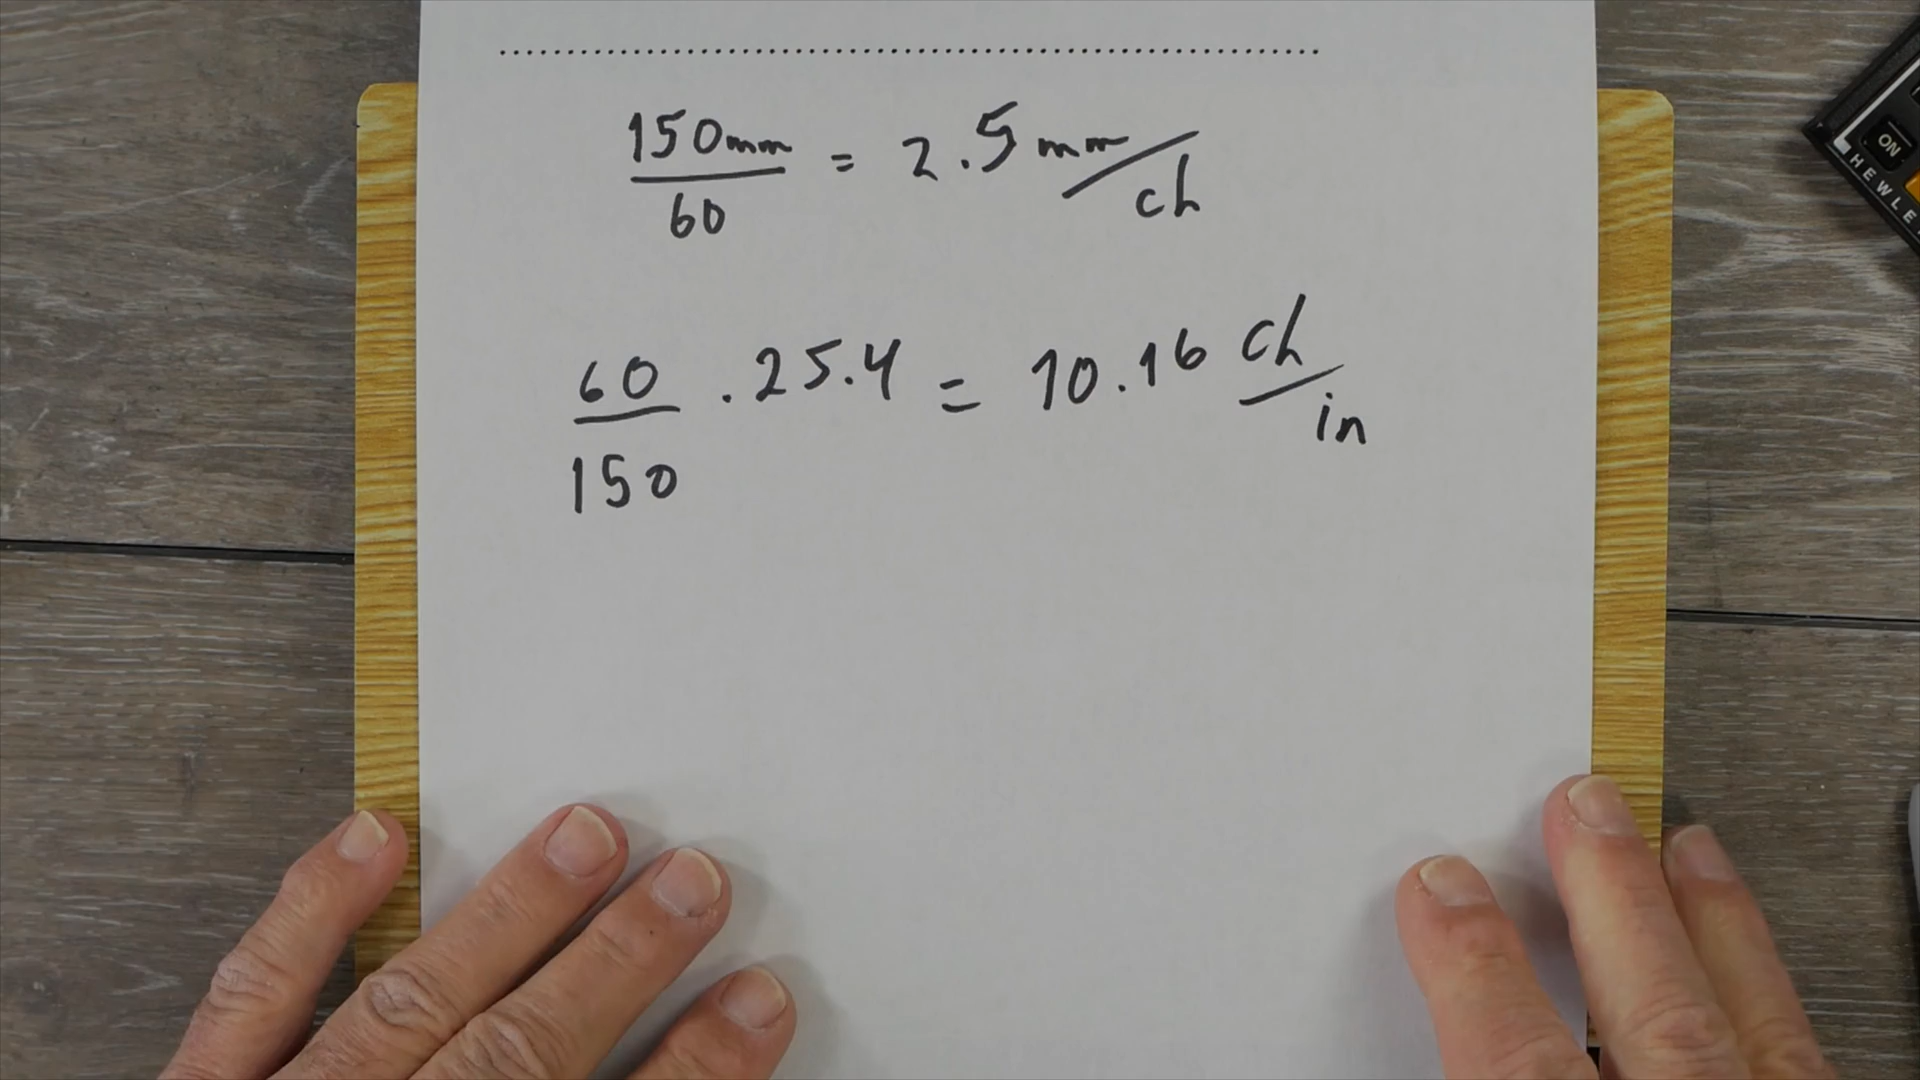 ............................................................
150mm/60 = 2.5 mm/ch
60/150 . 25.4 = 10.16 ch/in
ON
HEWLE